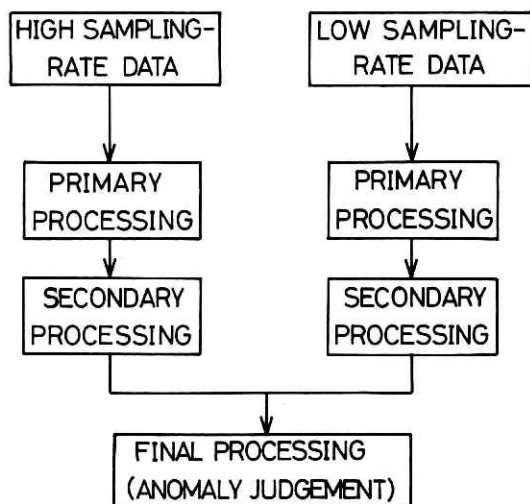 HIGH SAMPLING-
RATE DATA
LOW SAMPLING-
RATE DATA
PRIMARY
PROCESSING
PRIMARY
PROCESSING
SECONDARY
PROCESSING
SECONDARY
PROCESSING
FINAL PROCESSING
(ANOMALY JUDGEMENT)